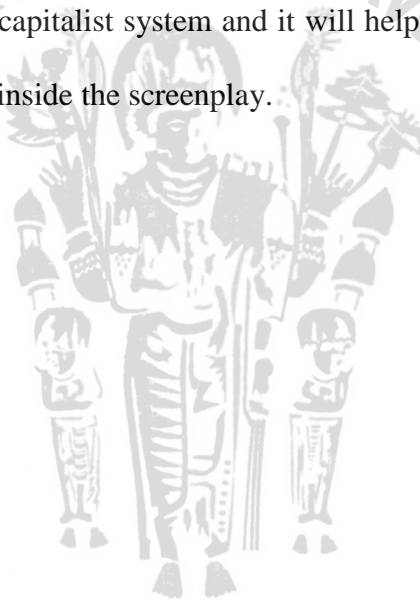 capitalist system and it will help
inside the screenplay.